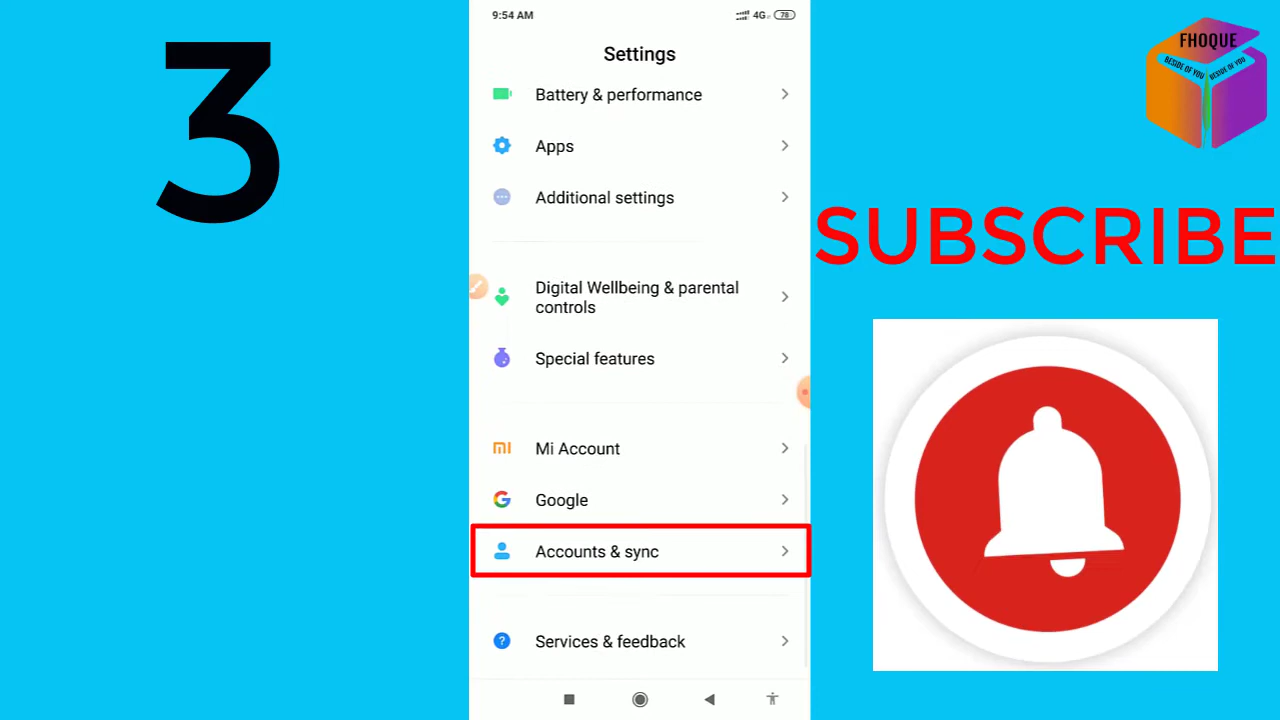 3
9:54 AM
4G
78
Settings
Battery & performance
Apps
Additional settings
Digital Wellbeing & parental
controls
Special features
Mi Account
Google
Accounts & sync
Services & feedback
FHOQUE
BESIDE OF YOU
BESIDE OF YOU
SUBSCRIBE